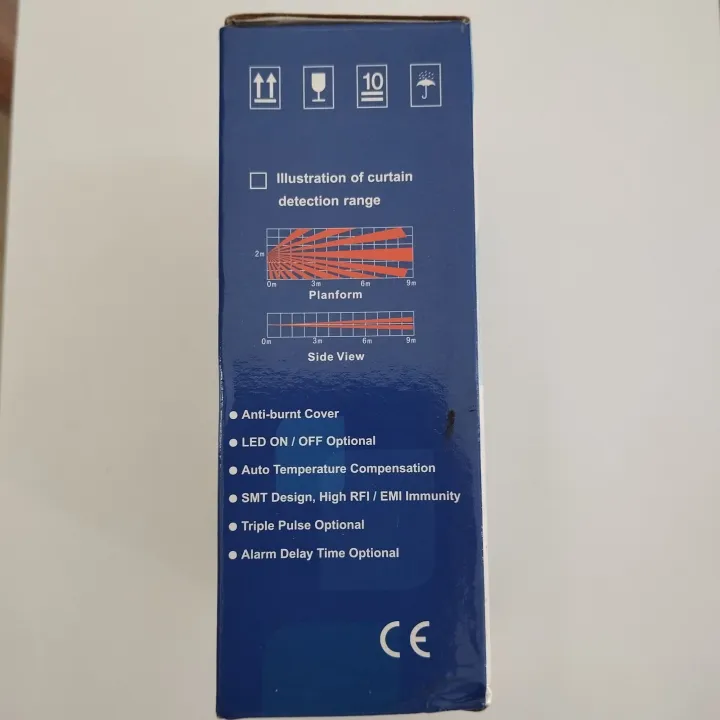 10
Illustration of curtain
detection range
2m
0m 3m 6m 9m
Planform
0m 3m 6m 9m
Side View
● Anti-burnt Cover
● LED ON / OFF Optional
● Auto Temperature Compensation
● SMT Design, High RFI / EMI Immunity
● Triple Pulse Optional
● Alarm Delay Time Optional
CE